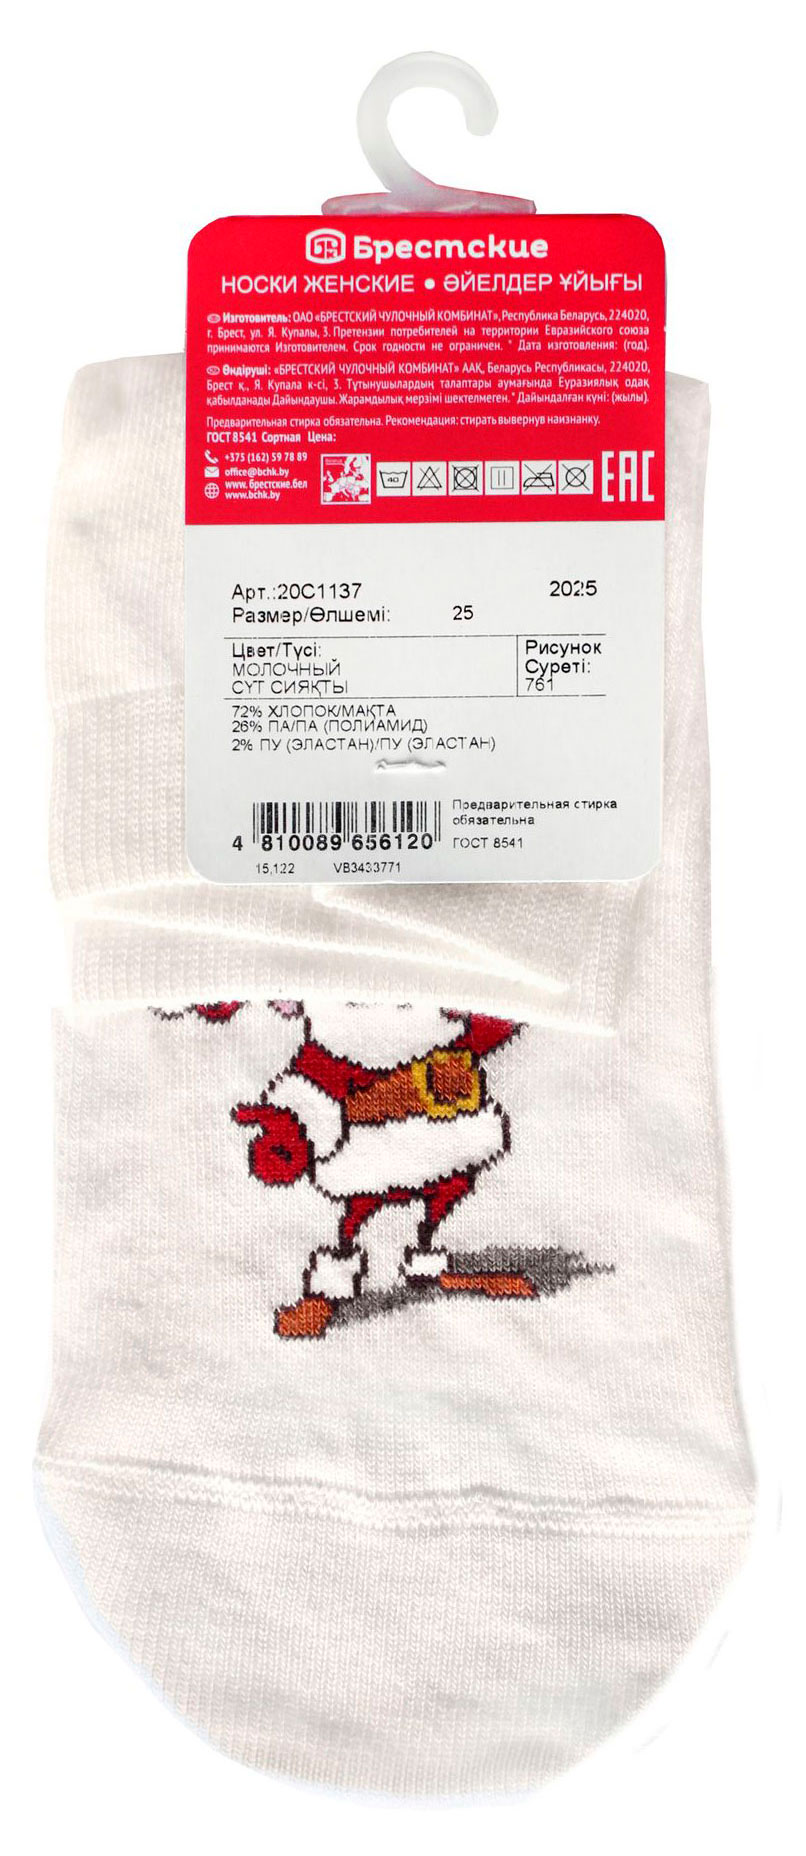 Брестские
НОСКИ ЖЕНСКИЕ • ӘЙЕЛДЕР ҰЙЫҒЫ
Изготовитель: ОАО «БРЕСТСКИЙ ЧУЛОЧНЫЙ КОМБИНАТ», Республика Беларусь, 224020,
г. Брест, ул. Я. Купалы, 3. Претензии потребителей на территории Евразийского союза
принимаются Изготовителем. Срок годности не ограничен. * Дата изготовления: (год).
Өндіруші: «БРЕСТСКИЙ ЧУЛОЧНЫЙ КОМБИНАТ» ААҚ, Беларусь Республикасы, 224020,
Брест қ., Я. Купала к-сі, 3. Тұтынушылардың талаптары аумағында Еуразиялық одақ
қабылданады Дайындаушы. Жарамдылық мерзімі шектелмеген. * Дайындалған күні: (жылы).
Предварительная стирка обязательна. Рекомендация: стирать вывернув наизнанку.
ГОСТ 8541 Сортная Цена:
+375 (162) 59 78 89
office@bchk.by
www.брестские.бел
www.bchk.by
40
EAC
Арт.:20С1137 2025
Размер/Өлшемі: 25
Цвет/Түсі: Рисунок
МОЛОЧНЫЙ Суреті:
СҮТ СИЯҚТЫ 761
72% ХЛОПОК/МАҚТА
26% ПА/ПА (ПОЛИАМИД)
2% ПУ (ЭЛАСТАН)/ПУ (ЭЛАСТАН)
Предварительная стирка
обязательна
4 810089 656120 ГОСТ 8541
15,122 VB3433771